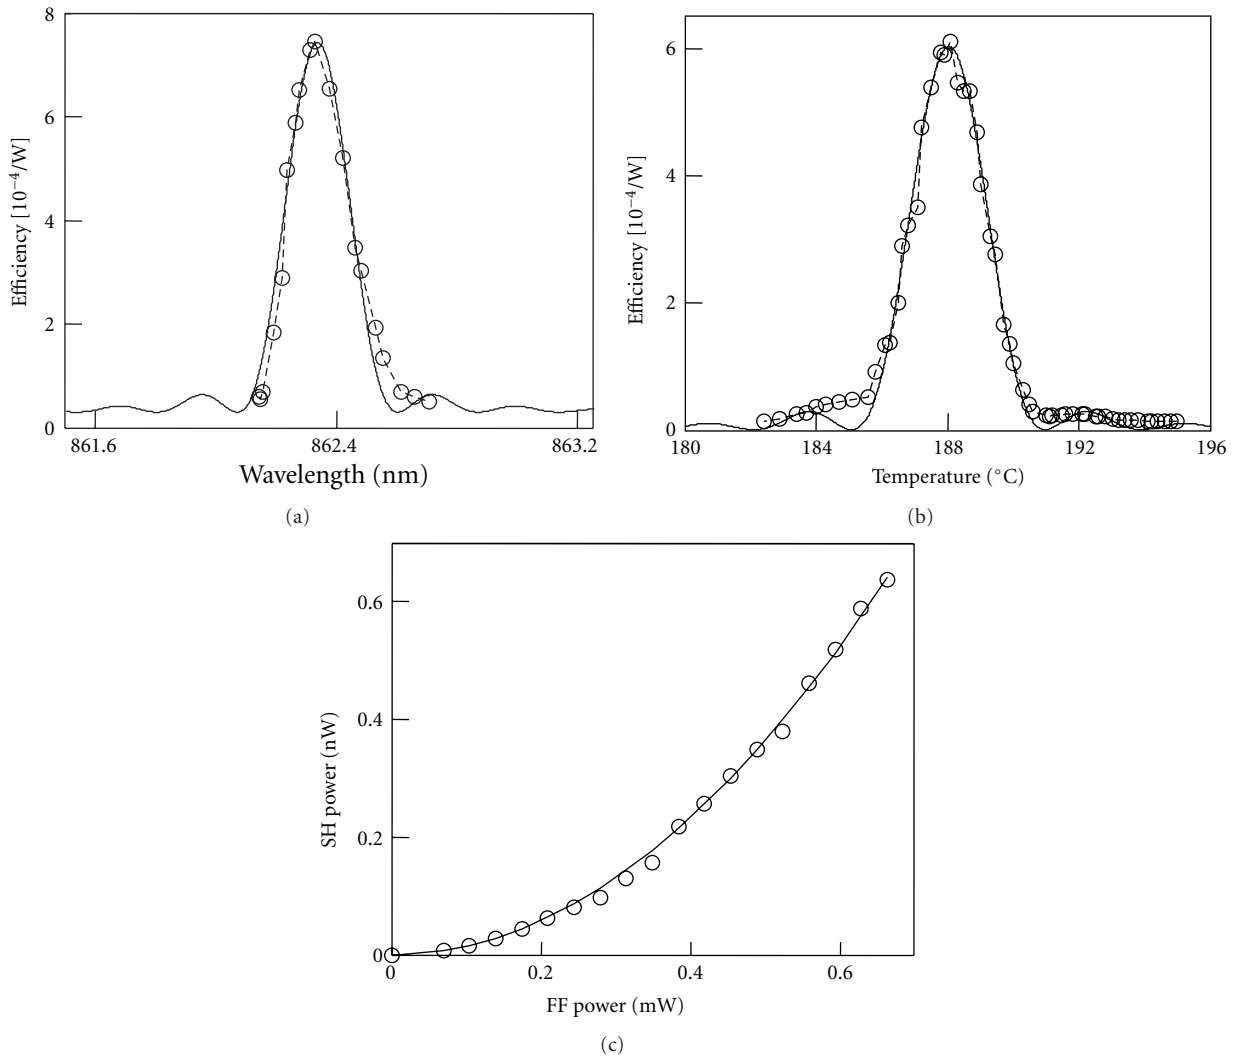 8
6
4
2
0
Efficiency [10⁻⁴/W]
861.6
862.4
863.2
Wavelength (nm)
(a)
6
4
2
0
Efficiency [10⁻⁴/W]
180
184
188
192
196
Temperature (°C)
(b)
0.6
0.4
0.2
0
SH power (nW)
0
0.2
0.4
0.6
FF power (mW)
(c)